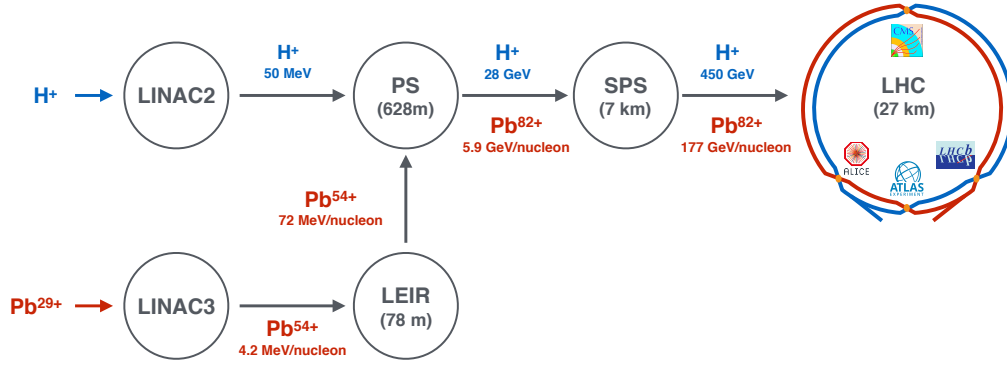 H+
LINAC2
H+
50 MeV
PS
(628m)
H+
28 GeV
Pb82+
5.9 GeV/nucleon
SPS
(7 km)
H+
450 GeV
Pb82+
177 GeV/nucleon
CMS
LHC
(27 km)
ALICE
ATLAS
EXPERIMENT
LHCb
LHCb
Pb54+
72 MeV/nucleon
Pb29+
LINAC3
Pb54+
4.2 MeV/nucleon
LEIR
(78 m)